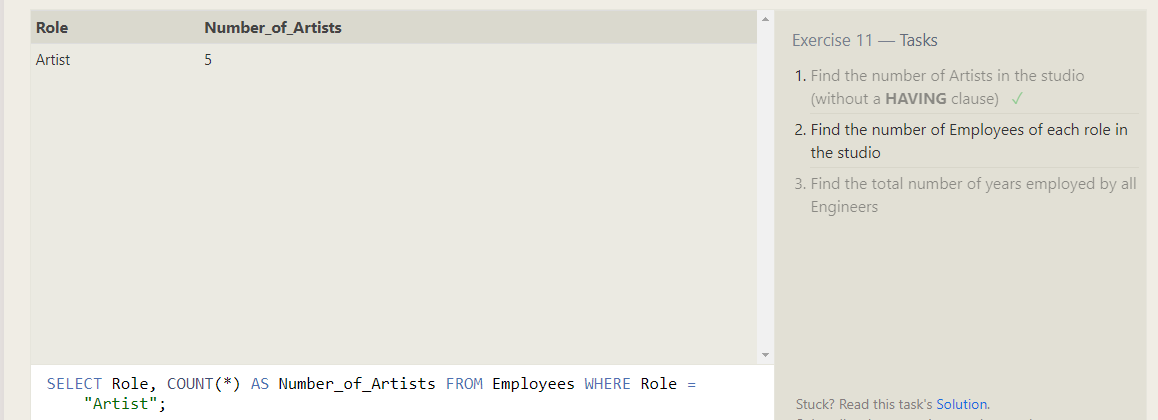 Role Number_of_Artists
Artist 5
Exercise 11 — Tasks
1. Find the number of Artists in the studio
(without a HAVING clause) ✓
2. Find the number of Employees of each role in
the studio
3. Find the total number of years employed by all
Engineers
SELECT Role, COUNT(*) AS Number_of_Artists FROM Employees WHERE Role =
"Artist";
Stuck? Read this task's Solution.